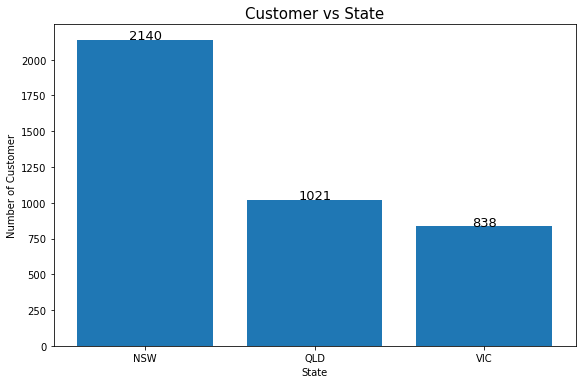 Customer vs State
2140
1021
838
2000
1750
1500
1250
1000
750
500
250
0
Number of Customer
NSW
QLD
VIC
State